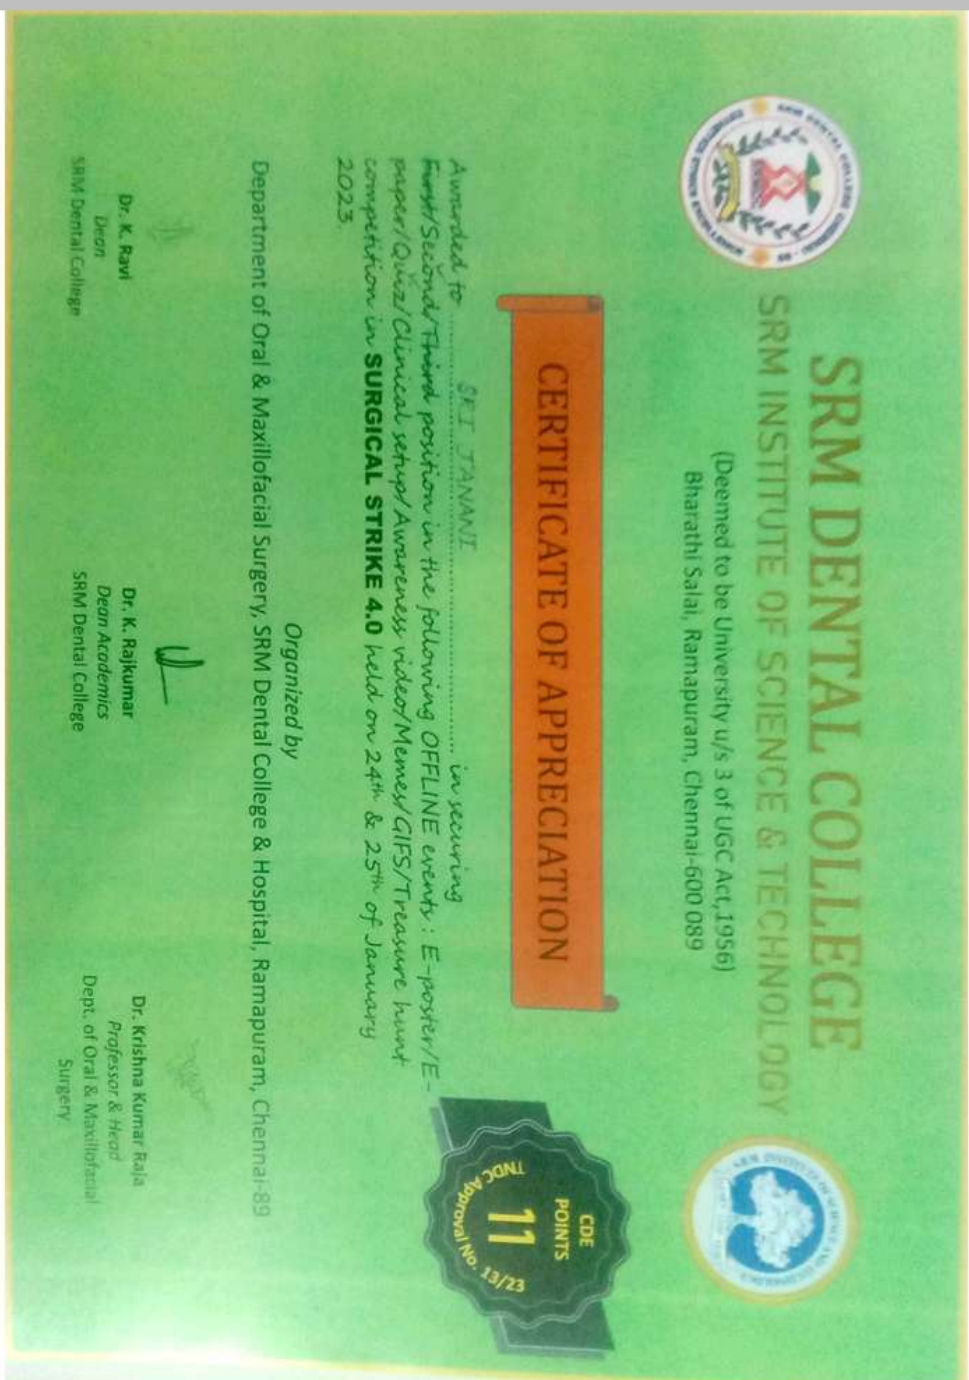 SRM DENTAL COLLEGE
SRM INSTITUTE OF SCIENCE & TECHNOLOGY
(Deemed to be University u/s 3 of UGC Act,1956)
Bharathi Salai, Ramapuram, Chennai-600 089
CERTIFICATE OF APPRECIATION
CDE
POINTS
11
TNDC Approval No. 13/23
Awarded to ........ SRI JANANI ........ in securing
First/Second/Third position in the following OFFLINE events : E-poster/E-
paper/Quiz/Clinical setup/Awareness video/Memes/GIFS/Treasure hunt
competition in SURGICAL STRIKE 4.0 held on 24th & 25th of January
2023.
Organized by
Department of Oral & Maxillofacial Surgery, SRM Dental College & Hospital, Ramapuram, Chennai-89
Dr. K. Ravi
Dean
SRM Dental College
Dr. K. Rajkumar
Dean Academics
SRM Dental College
Dr. Krishna Kumar Raja
Professor & Head
Dept. of Oral & Maxillofacial
Surgery